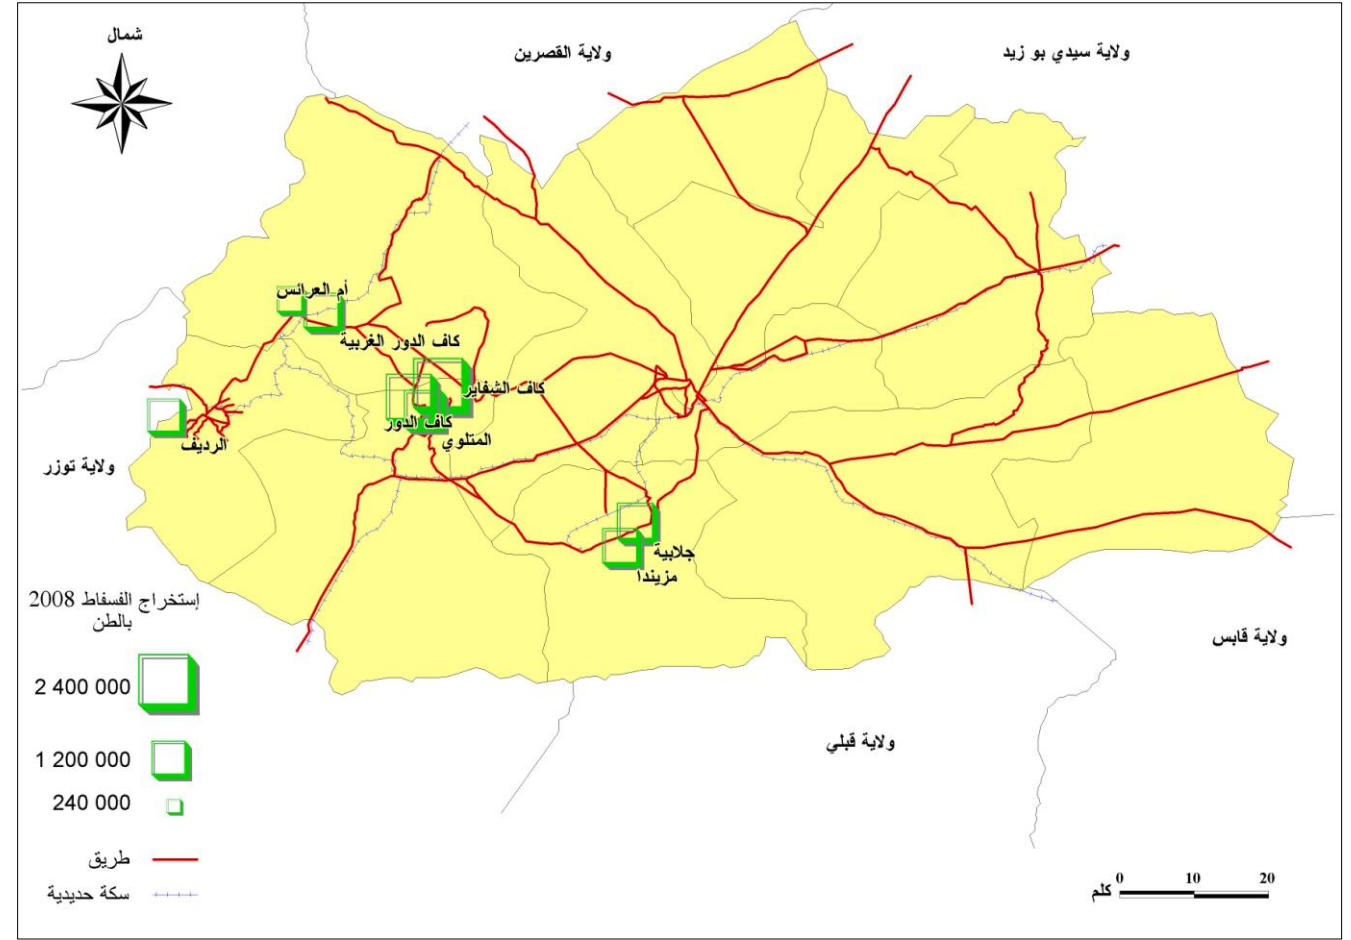 شمال
ولاية القصرين
ولاية سيدي بو زيد
أم العرائس
كاف الدور الغربية
كاف الشفاير
كاف الدور
المتلوي
الرديف
ولاية توزر
جلابية
مزيندا
إستخراج الفسفاط 2008
بالطن
2 400 000
1 200 000
240 000
طريق
سكة حديدية
ولاية قابس
ولاية قبلي
0 10 20
كلم